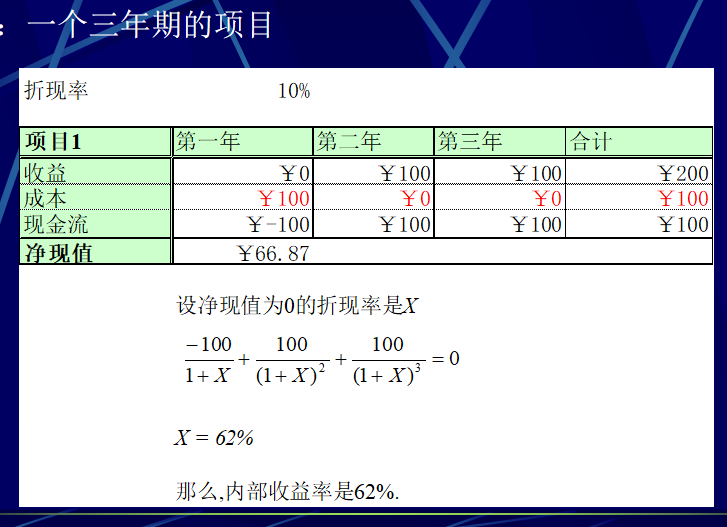 ：一个三年期的项目
折现率 10%
项目1 第一年 第二年 第三年 合计
收益 ￥0 ￥100 ￥100 ￥200
成本 ￥100 ￥0 ￥0 ￥100
现金流 ￥-100 ￥100 ￥100 ￥100
净现值 ￥66.87
设净现值为0的折现率是X
-100/(1+X) + 100/(1+X)² + 100/(1+X)³ = 0
X = 62%
那么,内部收益率是62%.